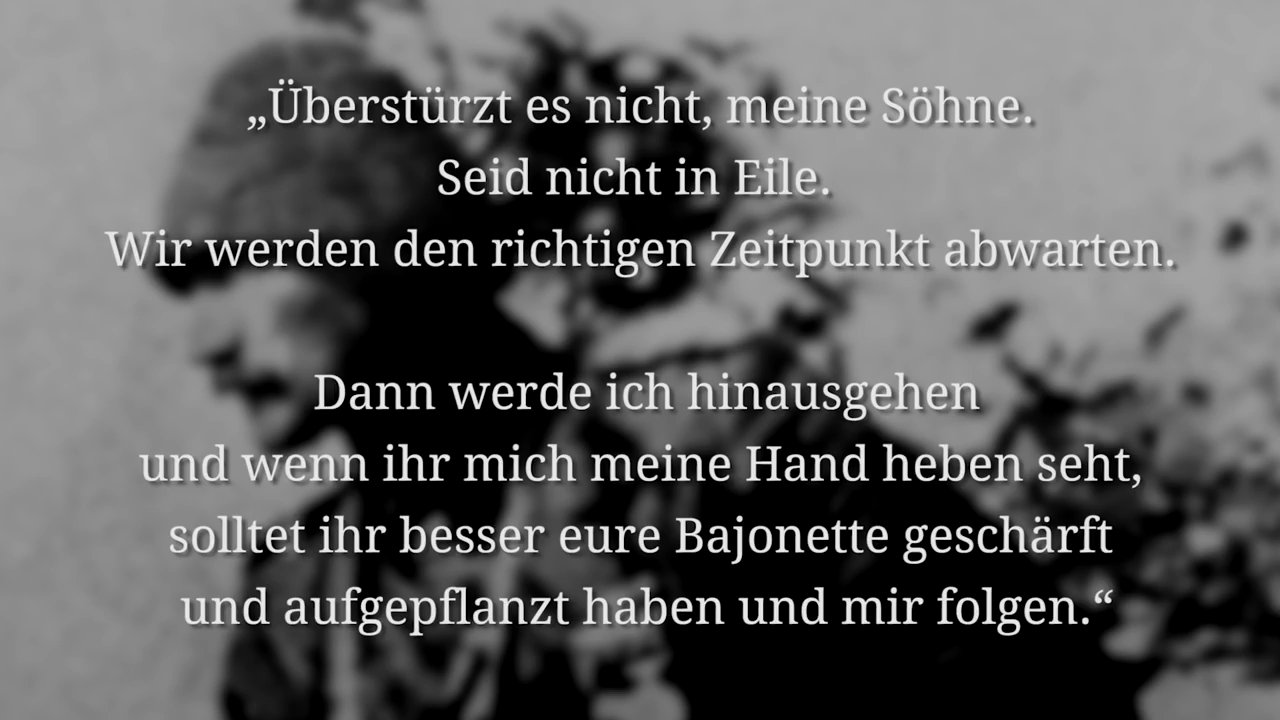 „Überstürzt es nicht, meine Söhne.
Seid nicht in Eile.
Wir werden den richtigen Zeitpunkt abwarten.
Dann werde ich hinausgehen
und wenn ihr mich meine Hand heben seht,
solltet ihr besser eure Bajonette geschärft
und aufgepflanzt haben und mir folgen.“